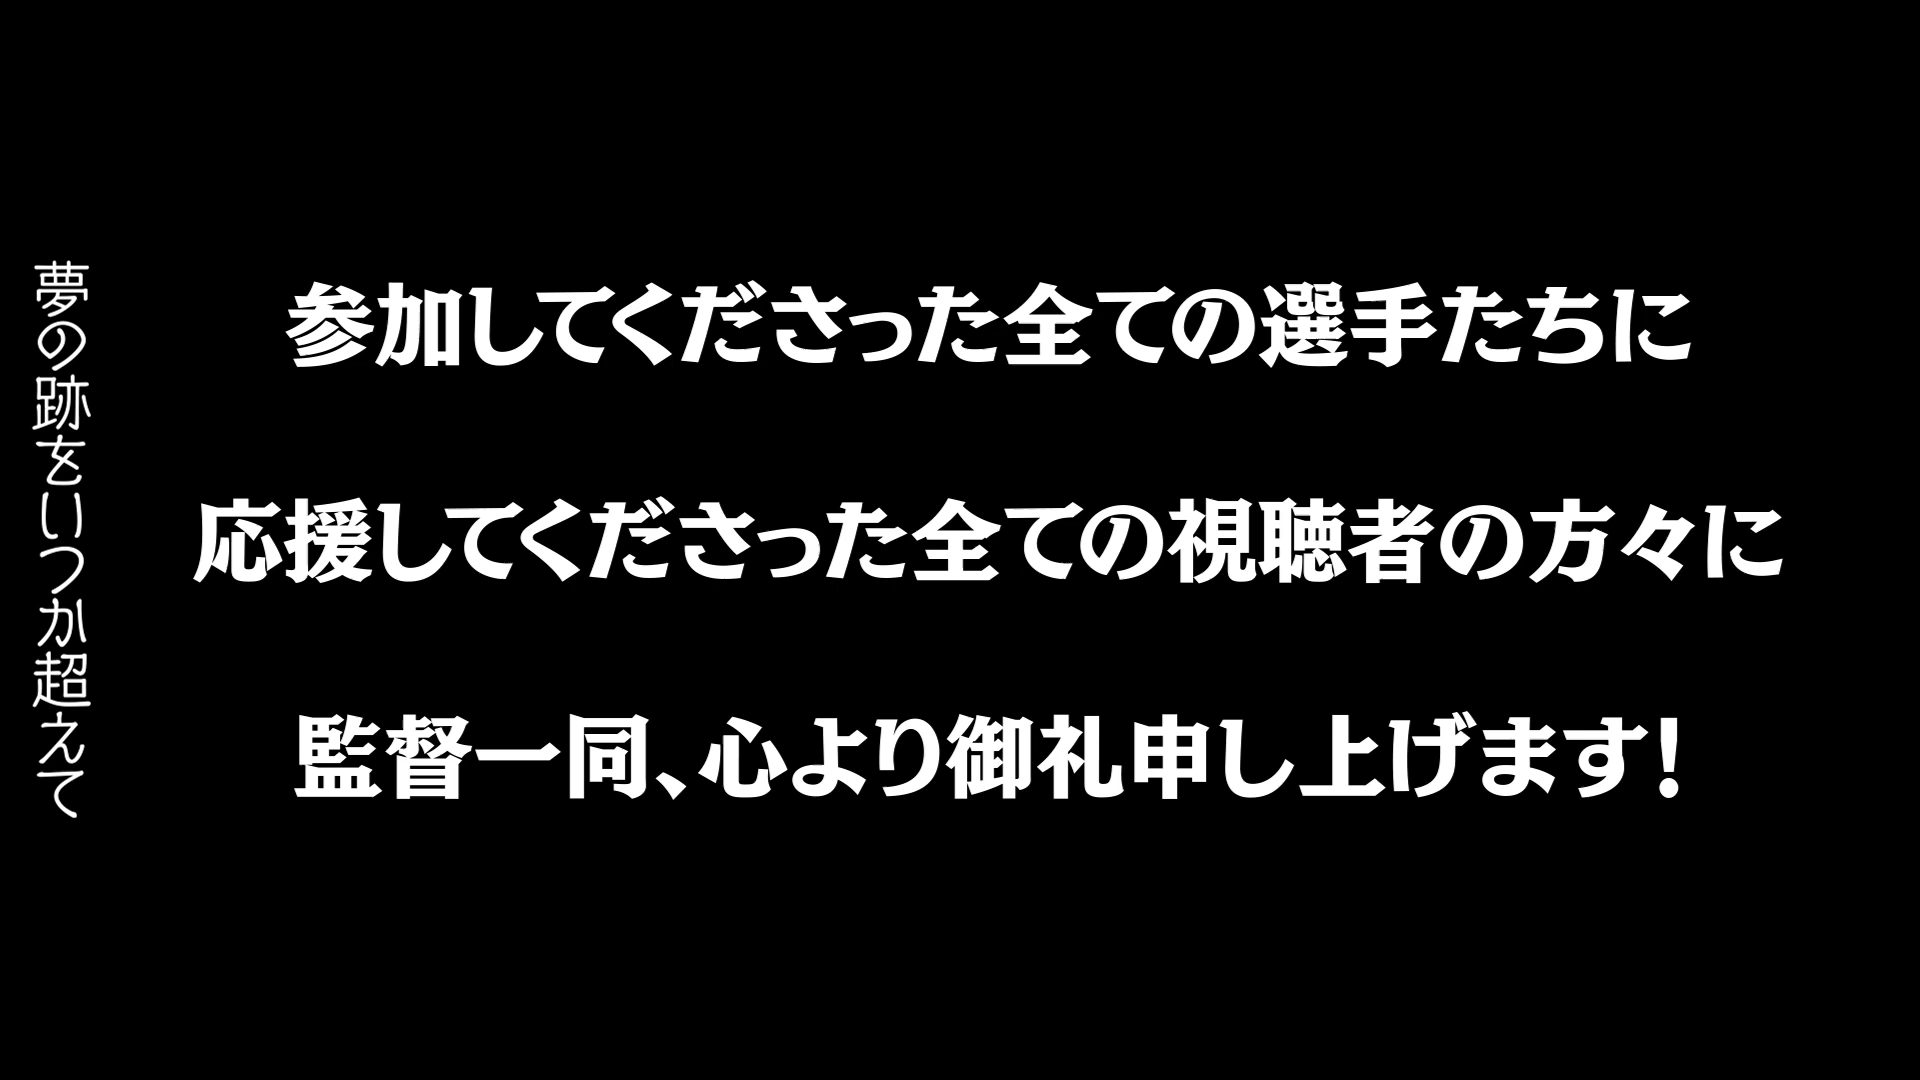 夢の跡をいつか超えて
参加してくださった全ての選手たちに
応援してくださった全ての視聴者の方々に
監督一同、心より御礼申し上げます!